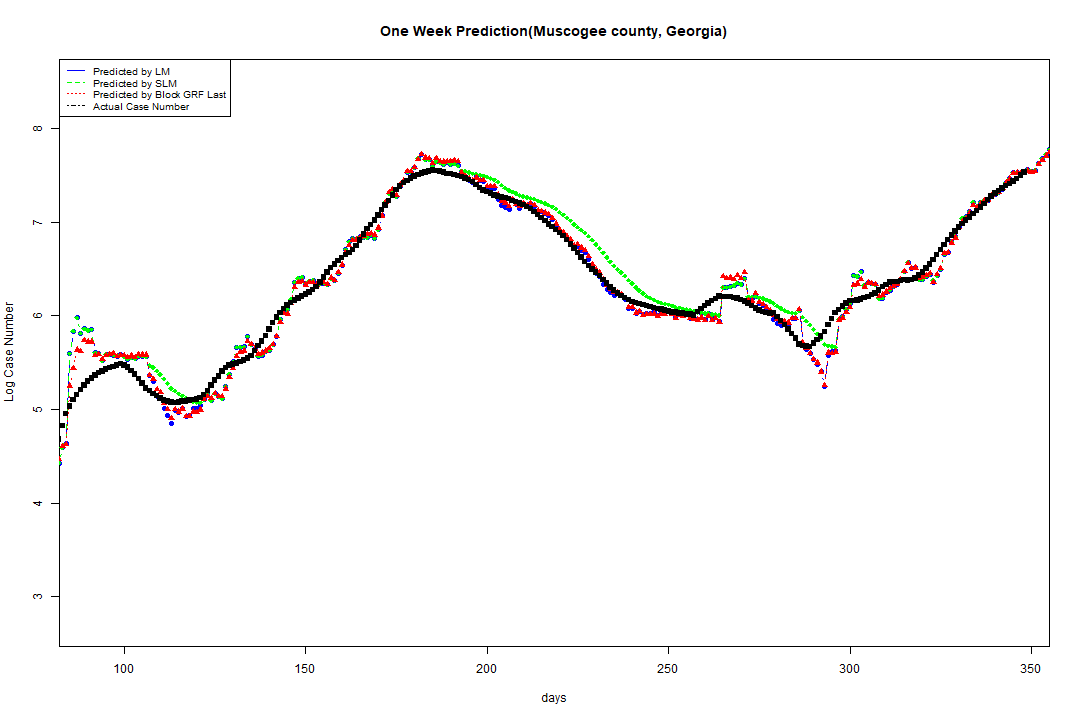 One Week Prediction(Muscogee county, Georgia)
Predicted by LM
Predicted by SLM
Predicted by Block GRF Last
Actual Case Number
8
7
6
5
4
3
Log Case Number
100 150 200 250 300 350
days